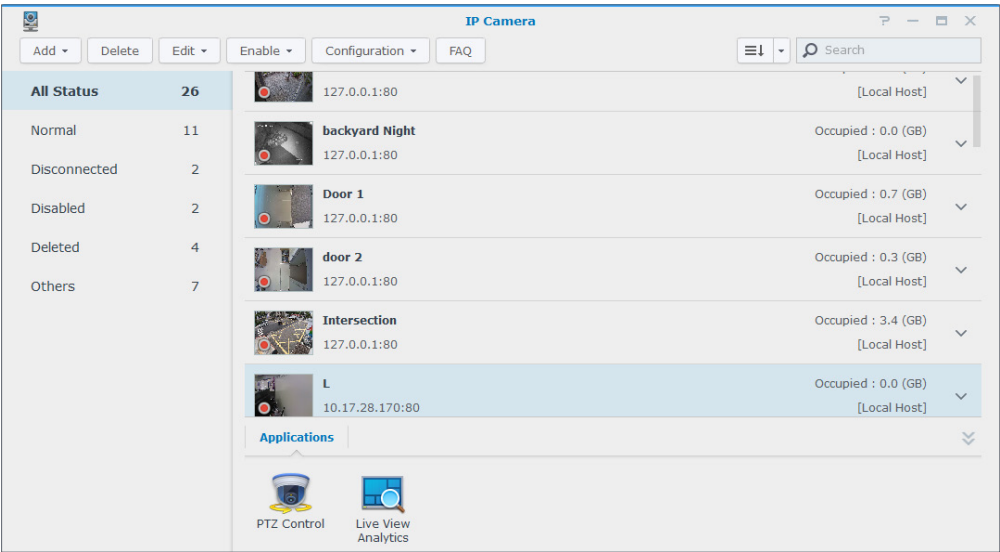 IP Camera
Add
Delete
Edit
Enable
Configuration
FAQ
Search
All Status 26
Normal 11
Disconnected 2
Disabled 2
Deleted 4
Others 7
127.0.0.1:80 [Local Host]
backyard Night Occupied : 0.0 (GB)
127.0.0.1:80 [Local Host]
Door 1 Occupied : 0.7 (GB)
127.0.0.1:80 [Local Host]
door 2 Occupied : 0.3 (GB)
127.0.0.1:80 [Local Host]
Intersection Occupied : 3.4 (GB)
127.0.0.1:80 [Local Host]
L Occupied : 0.0 (GB)
10.17.28.170:80 [Local Host]
Applications
PTZ Control
Live View
Analytics